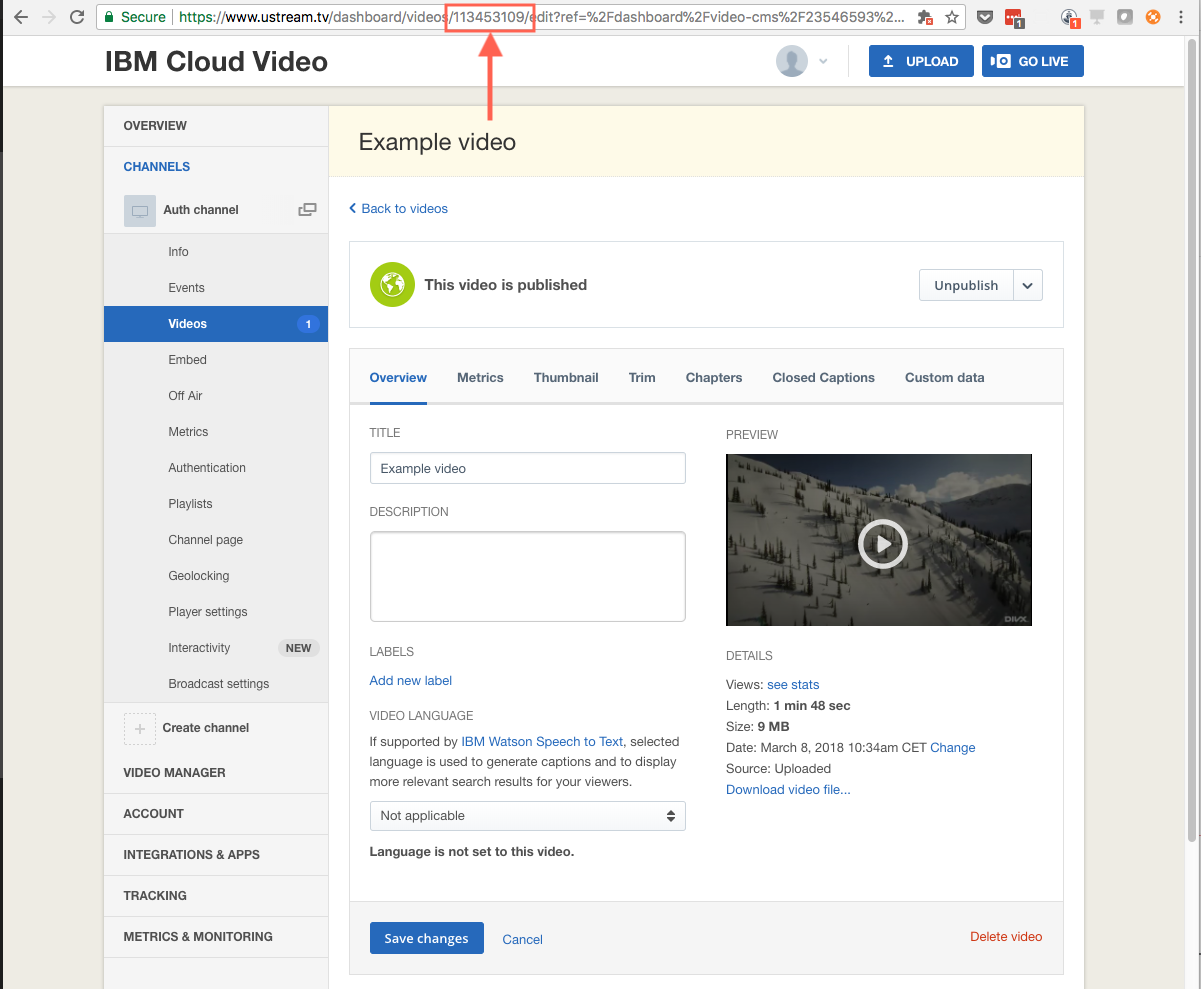 Secure https://www.ustream.tv/dashboard/videos/113453109/edit?ref=%2Fdashboard%2Fvideo-cms%2F23546593%2...
1
1
IBM Cloud Video
UPLOAD
GO LIVE
OVERVIEW
CHANNELS
Auth channel
Info
Events
Videos 1
Embed
Off Air
Metrics
Authentication
Playlists
Channel page
Geolocking
Player settings
Interactivity NEW
Broadcast settings
Create channel
VIDEO MANAGER
ACCOUNT
INTEGRATIONS & APPS
TRACKING
METRICS & MONITORING
Example video
Back to videos
This video is published
Unpublish
Overview Metrics Thumbnail Trim Chapters Closed Captions Custom data
TITLE
Example video
DESCRIPTION
LABELS
Add new label
VIDEO LANGUAGE
If supported by IBM Watson Speech to Text, selected
language is used to generate captions and to display
more relevant search results for your viewers.
Not applicable
Language is not set to this video.
PREVIEW
DIVX
DETAILS
Views: see stats
Length: 1 min 48 sec
Size: 9 MB
Date: March 8, 2018 10:34am CET Change
Source: Uploaded
Download video file...
Save changes
Cancel
Delete video